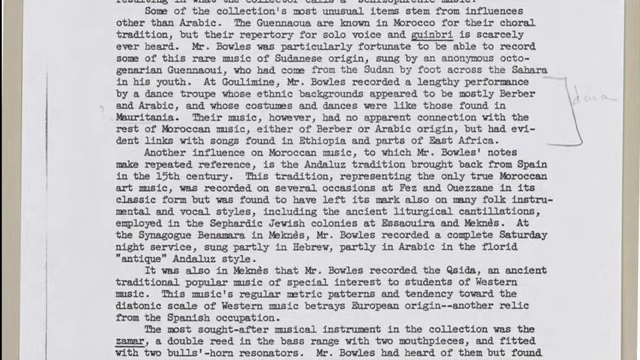 resulting in what one collector calls a "schizophrenic music."
Some of the collection's most unusual items stem from influences
other than Arabic. The Guennaoua are known in Morocco for their choral
tradition, but their repertory for solo voice and guinbri is scarcely
ever heard. Mr. Bowles was particularly fortunate to be able to record
some of this rare music of Sudanese origin, sung by an anonymous octo-
genarian Guennaoui, who had come from the Sudan by foot across the Sahara
in his youth. At Goulimine, Mr. Bowles recorded a lengthy performance
by a dance troupe whose ethnic backgrounds appeared to be mostly Berber
and Arabic, and whose costumes and dances were like those found in
Mauritania. Their music, however, had no apparent connection with the
rest of Moroccan music, either of Berber or Arabic origin, but had evi-
dent links with songs found in Ethiopia and parts of East Africa.
Another influence on Moroccan music, to which Mr. Bowles' notes
make repeated reference, is the Andaluz tradition brought back from Spain
in the 15th century. This tradition, representing the only true Moroccan
art music, was recorded on several occasions at Fez and Ouezzane in its
classic form but was found to have left its mark also on many folk instru-
mental and vocal styles, including the ancient liturgical cantillations,
employed in the Sephardic Jewish colonies at Essaouira and Meknès. At
the Synagogue Benamara in Meknès, Mr. Bowles recorded a complete Saturday
night service, sung partly in Hebrew, partly in Arabic in the florid
"antique" Andaluz style.
It was also in Meknès that Mr. Bowles recorded the Qsida, an ancient
traditional popular music of special interest to students of Western
music. This music's regular metric patterns and tendency toward the
diatonic scale of Western music betrays European origin--another relic
from the Spanish occupation.
The most sought-after musical instrument in the collection was the
zamar, a double reed in the bass range with two mouthpieces, and fitted
with two bulls'-horn resonators. Mr. Bowles had heard of them but found